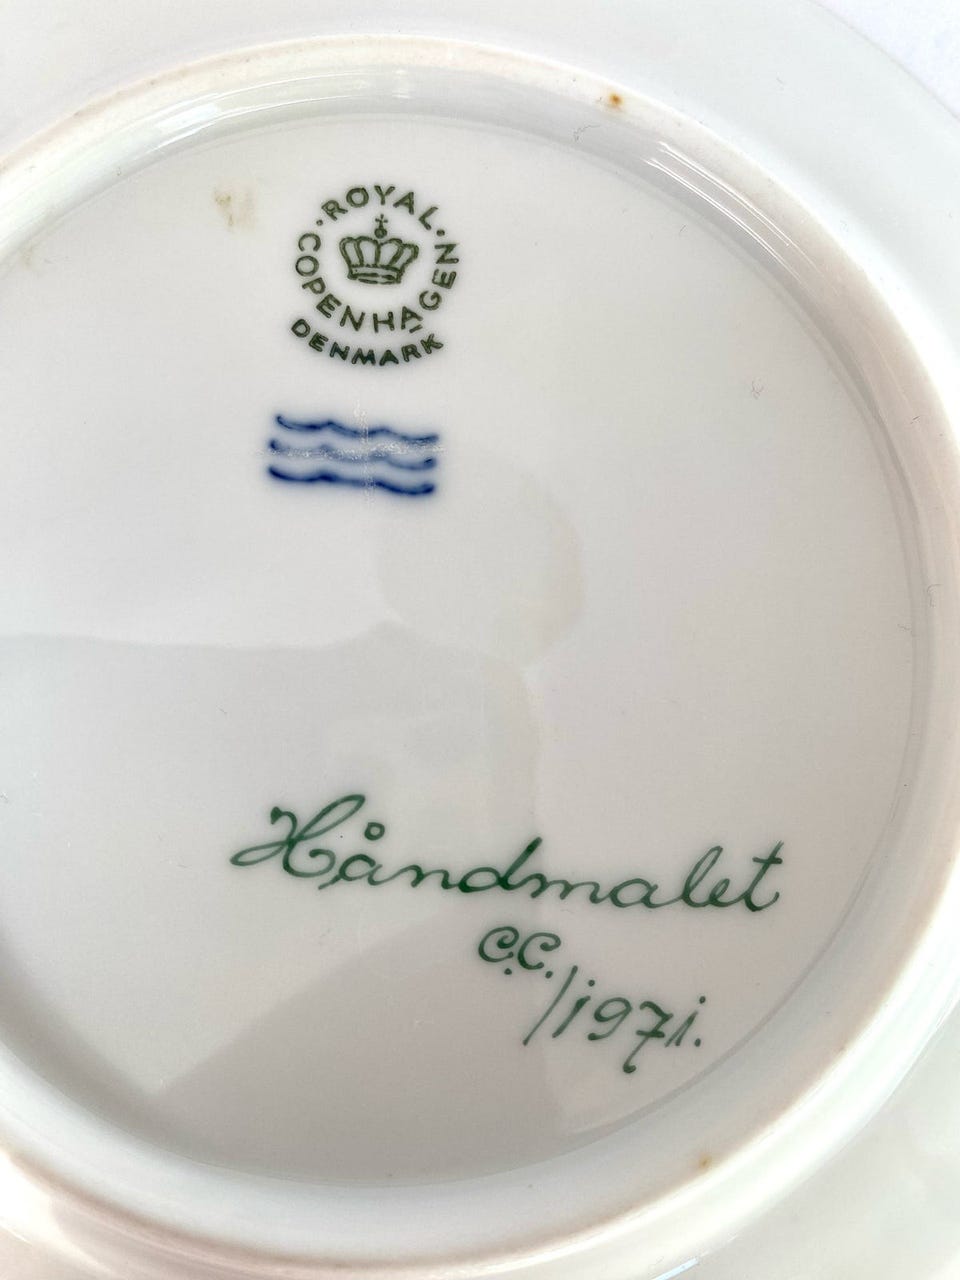 ROYAL
COPENHAGEN
DENMARK
Håndmalet
C.C.
/1971.